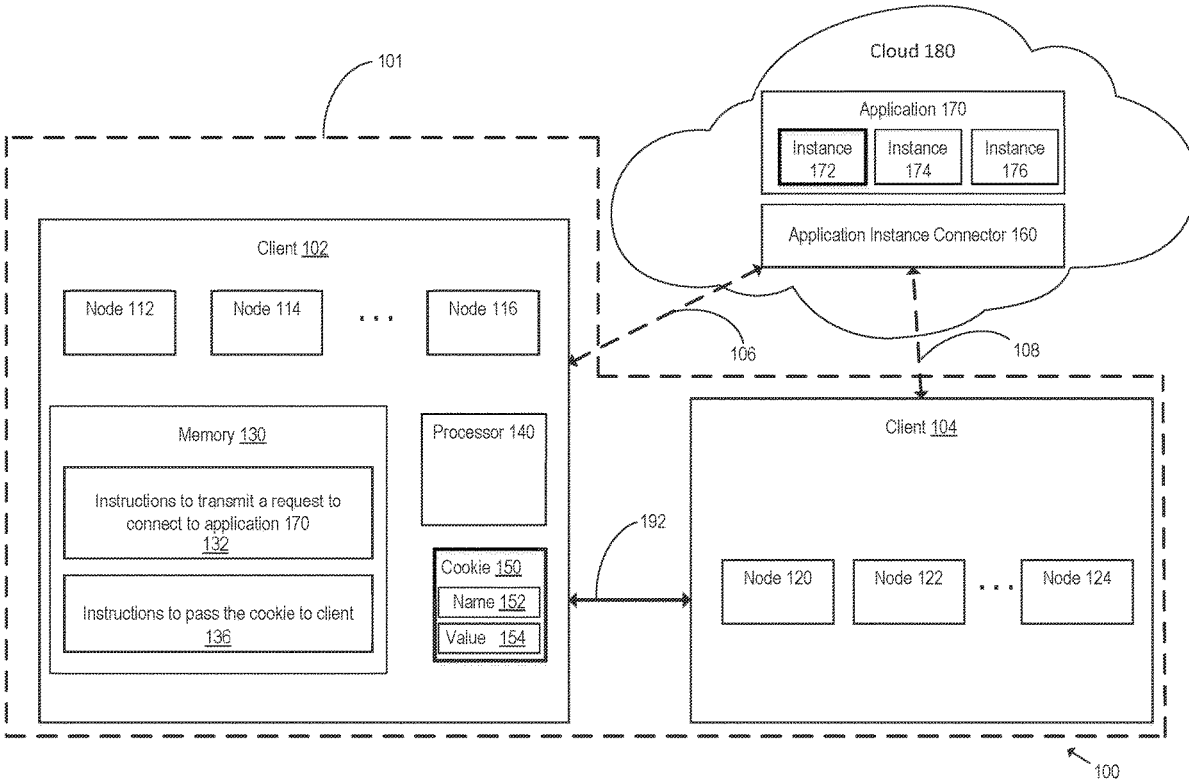 101
Cloud 180
Application 170
Instance
172
Instance
174
Instance
176
Application Instance Connector 160
Client 102
Node 112
Node 114
...
Node 116
106
108
Memory 130
Instructions to transmit a request to
connect to application 170
132
Instructions to pass the cookie to client
136
Processor 140
Cookie 150
Name 152
Value 154
192
Client 104
Node 120
Node 122
...
Node 124
100